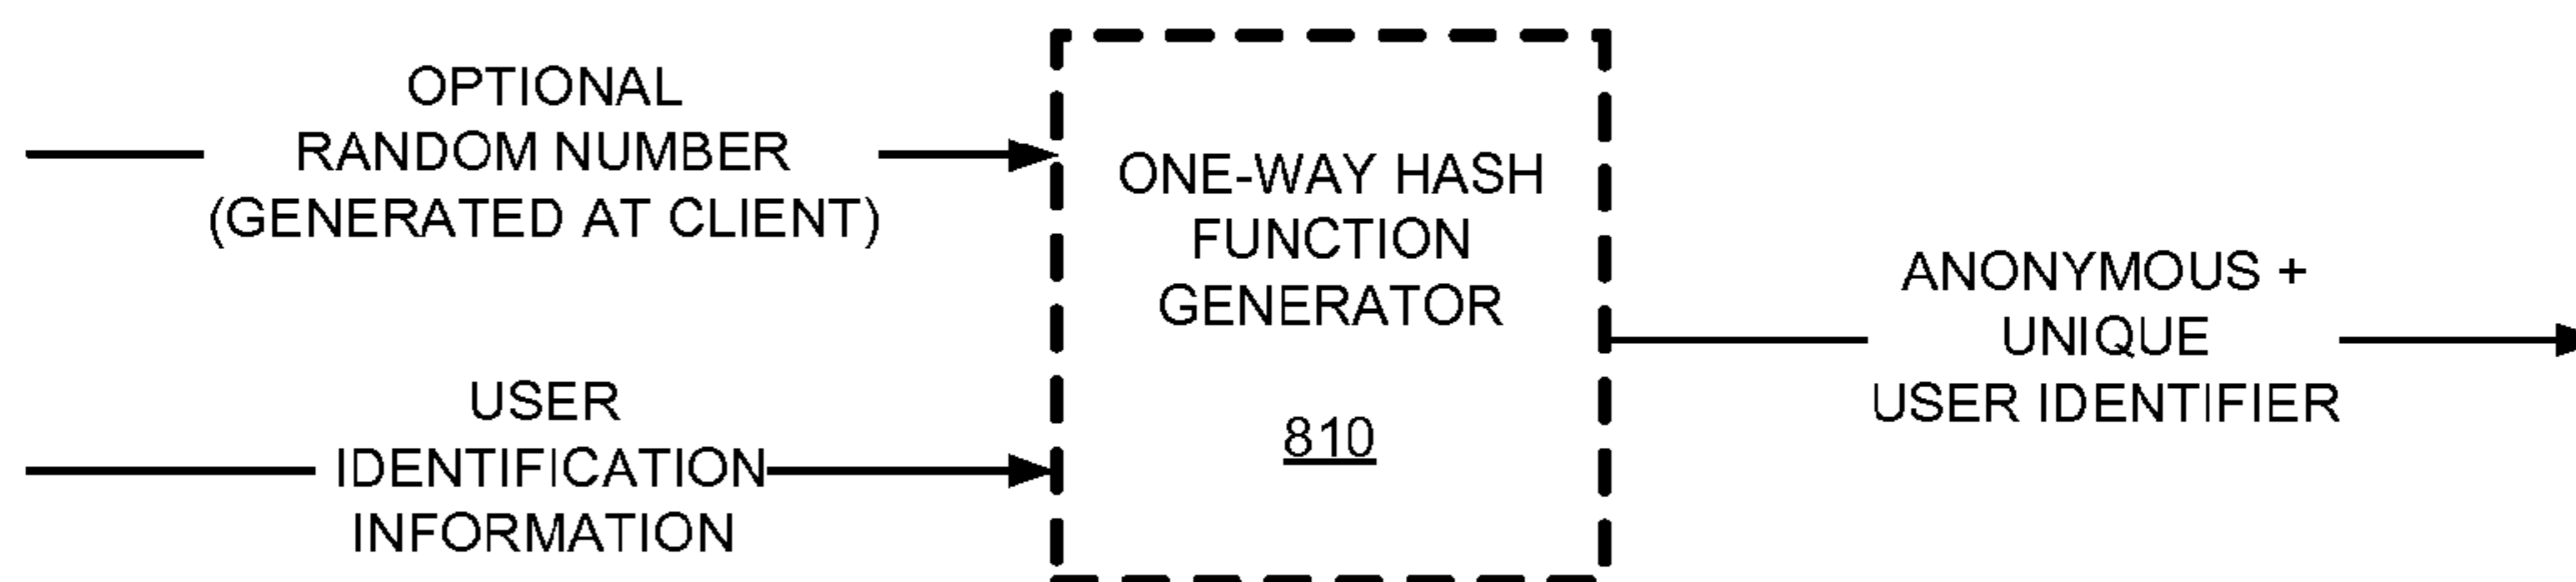 OPTIONAL
RANDOM NUMBER
(GENERATED AT CLIENT)
USER
IDENTIFICATION
INFORMATION
ONE-WAY HASH
FUNCTION
GENERATOR
810
ANONYMOUS +
UNIQUE
USER IDENTIFIER